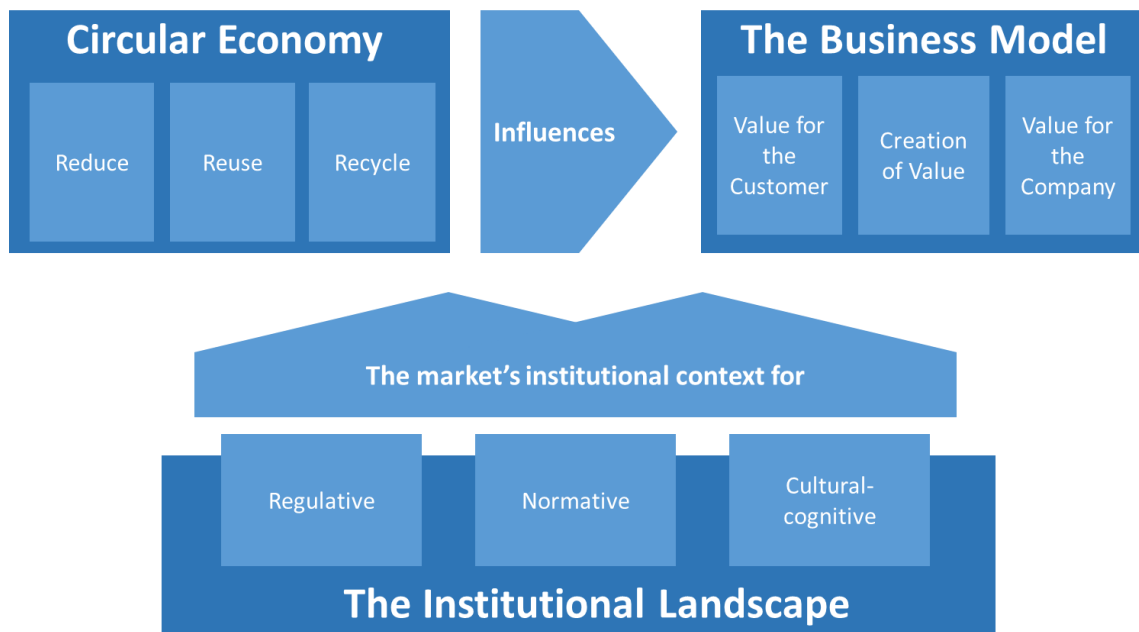 Circular Economy
Reduce
Reuse
Recycle
Influences
The Business Model
Value for
the
Customer
Creation
of Value
Value for
the
Company
The market’s institutional context for
Regulative
Normative
Cultural-
cognitive
The Institutional Landscape